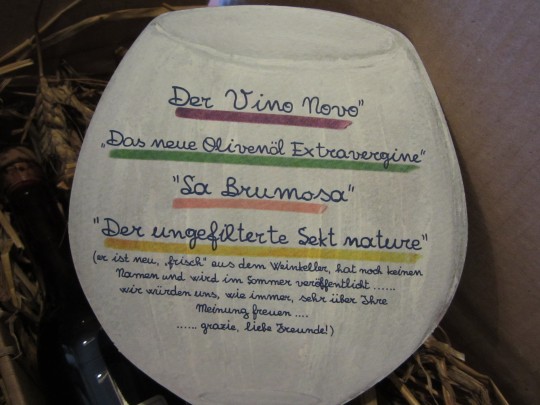 Der Vino Novo"
„Das neue Olivenöl Extravergine"
"Sa Brumosa"
"Der ungefilterte Sekt nature"
(er ist neu, „frisch" aus dem Weinkeller, hat noch keinen
Namen und wird im Sommer veröffentlicht ......
wir würden uns, wie immer, sehr über Ihre
Meinung freuen ....
...... grazie, liebe Freunde!)